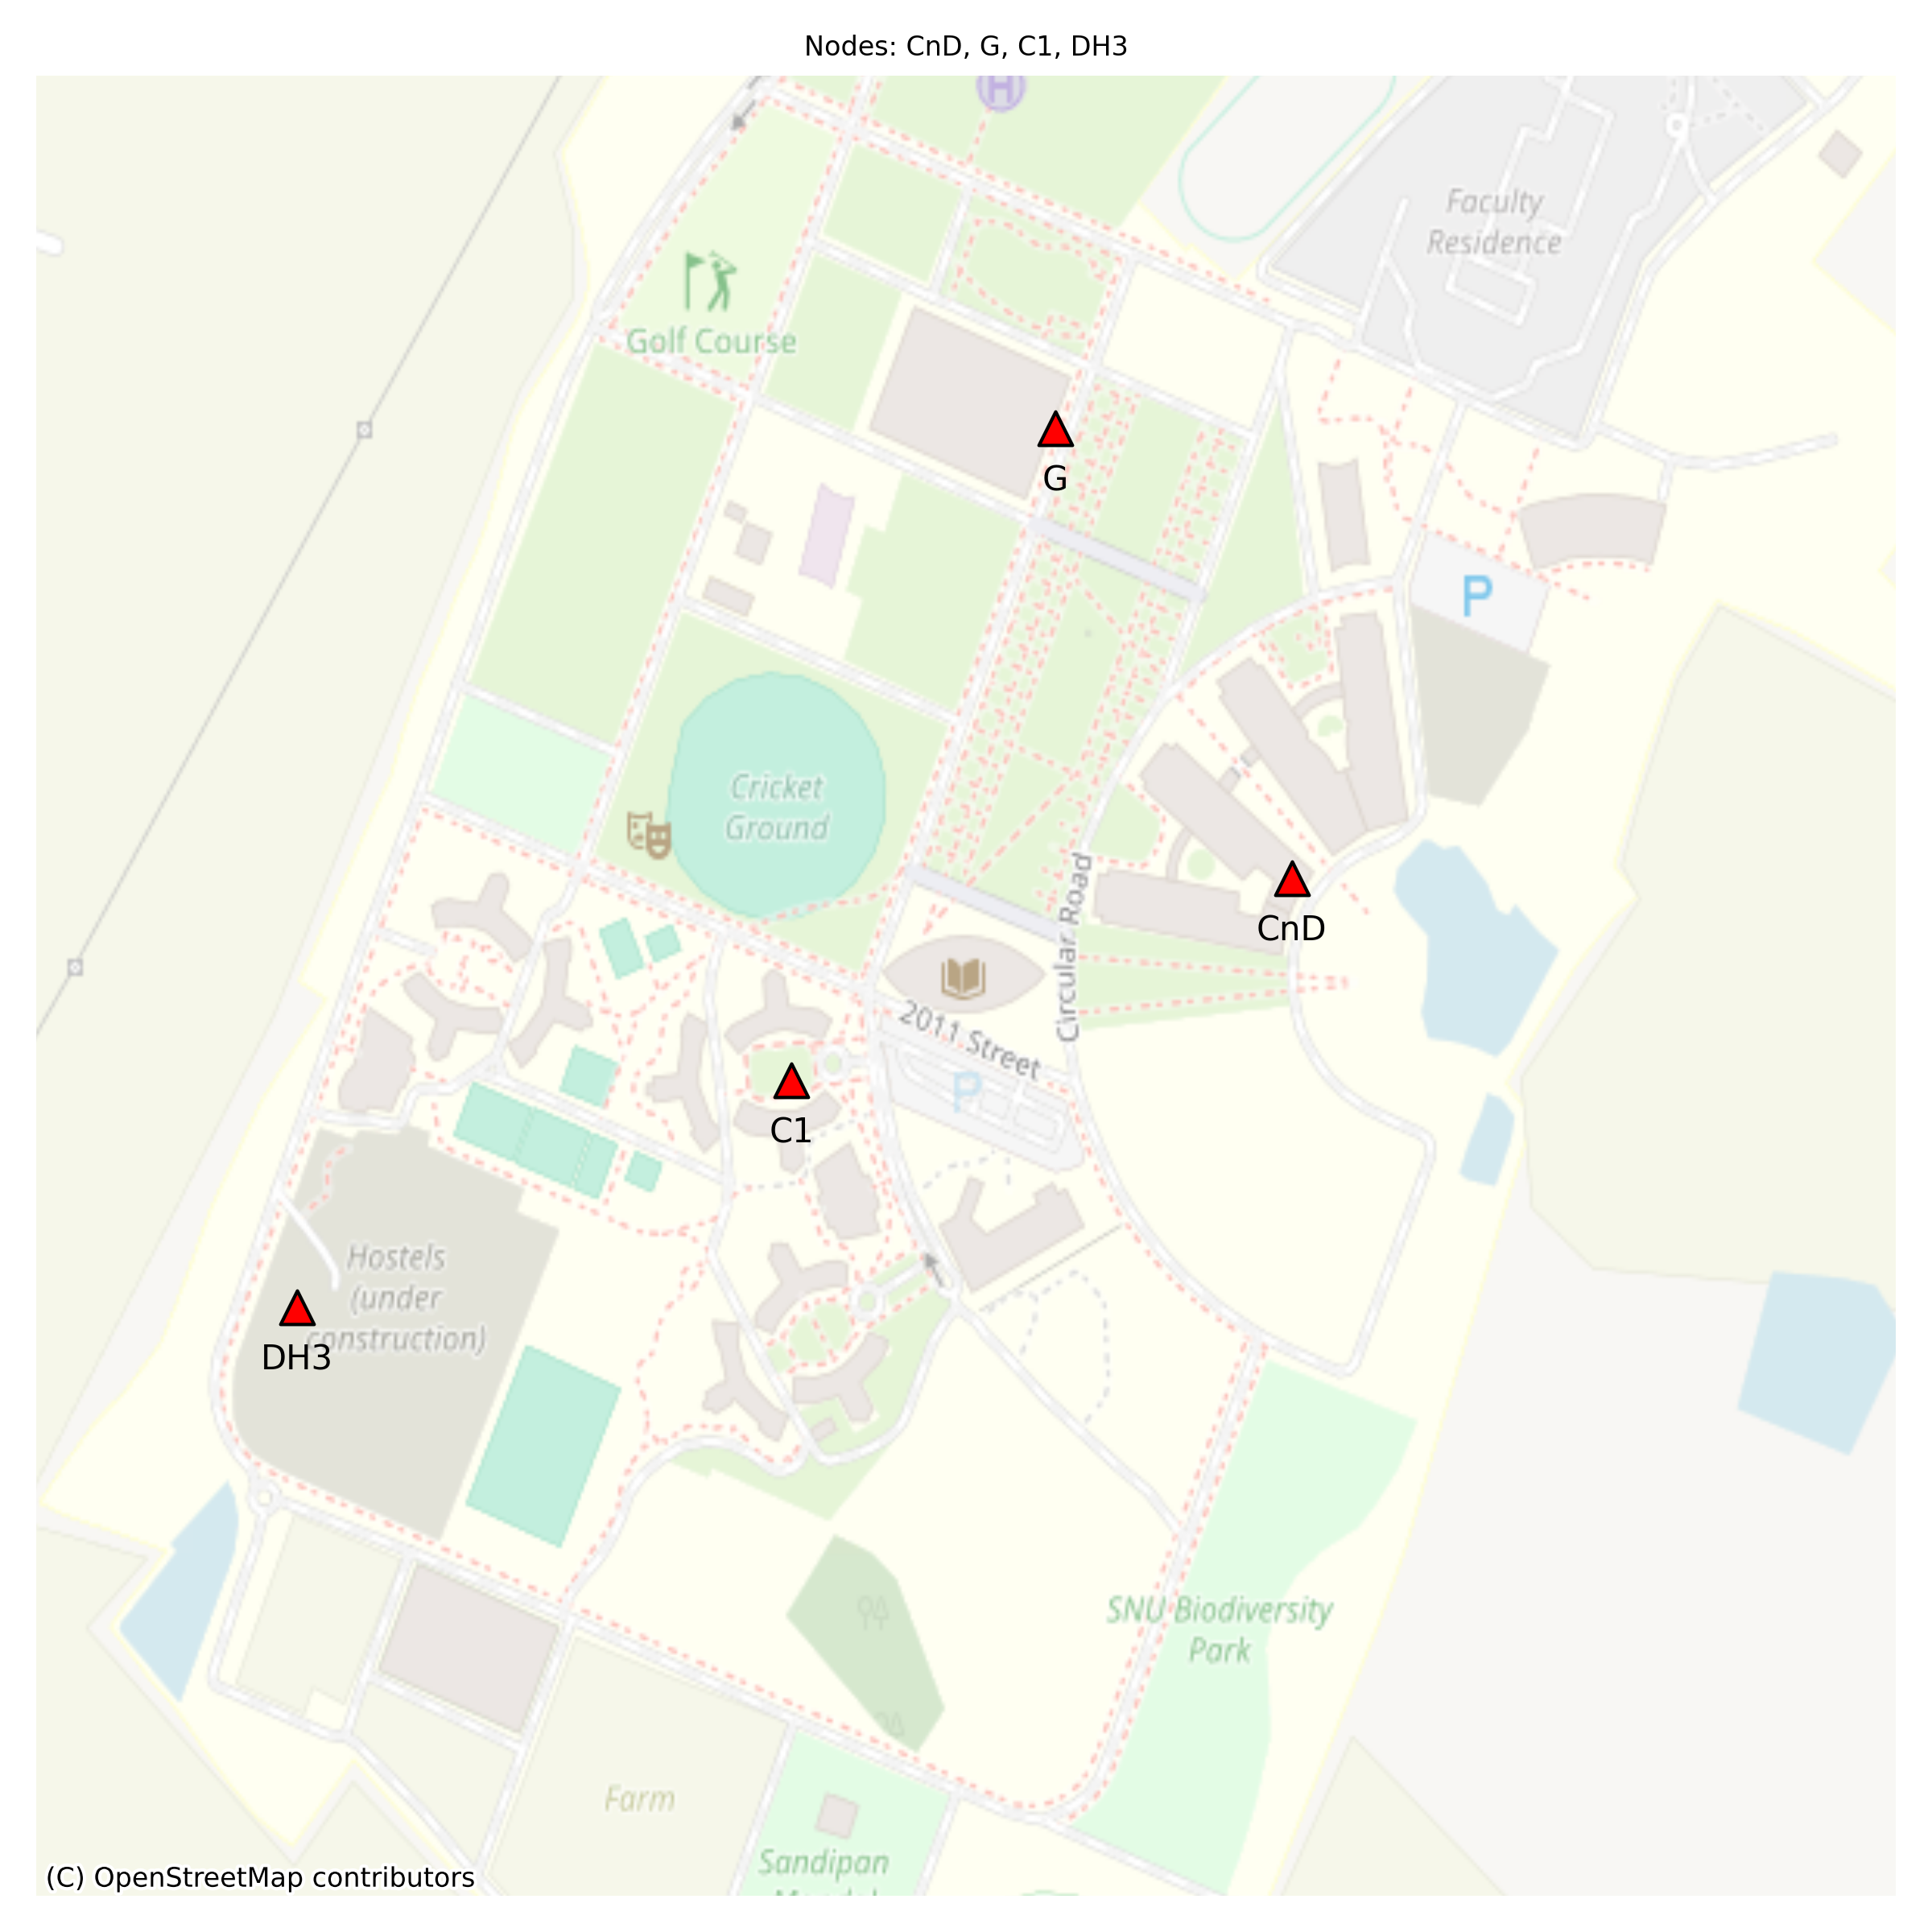 Nodes: CnD, G, C1, DH3
H
Faculty
Residence
Golf Course
G
P
Cricket
Ground
CnD
Circular Road
2011 Street
P
C1
Hostels
(under
construction)
DH3
SNU Biodiversity
Park
Farm
Sandipan
(C) OpenStreetMap contributors